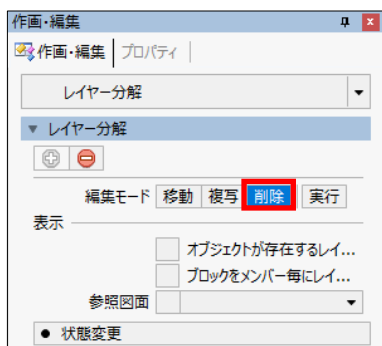 作画・編集
作画・編集 プロパティ
レイヤー分解
レイヤー分解
編集モード 移動 複写 削除 実行
表示
オブジェクトが存在するレイ...
ブロックをメンバー毎にレイ...
参照図面
状態変更